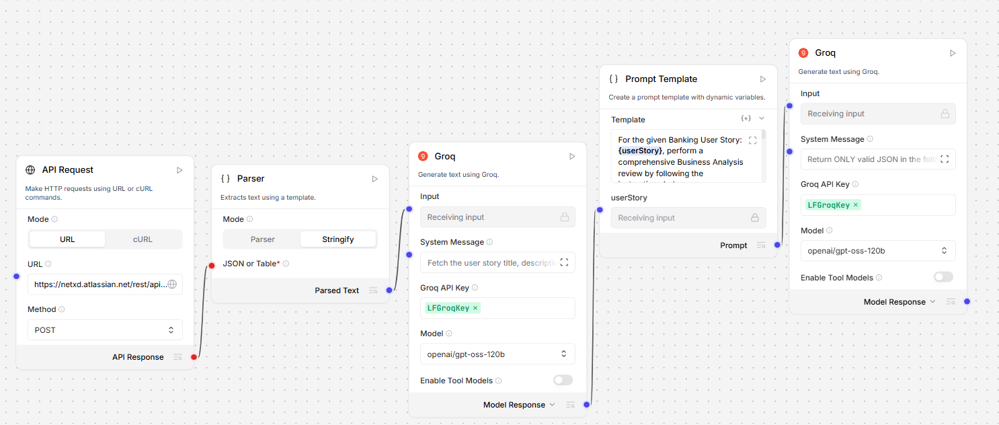 API Request
Make HTTP requests using URL or cURL
commands.
Mode
URL
cURL
URL
https://netxd.atlassian.net/rest/api...
Method
POST
API Response
{ } Parser
Extracts text using a template.
Mode
Parser
Stringify
JSON or Table*
Parsed Text
Groq
Generate text using Groq.
Input
Receiving input
System Message
Fetch the user story title, descriptio
Groq API Key
LFGroqKey ×
Model
openai/gpt-oss-120b
Enable Tool Models
Model Response
{ } Prompt Template
Create a prompt template with dynamic variables.
Template
{+}
For the given Banking User Story:
{userStory}, perform a
comprehensive Business Analysis
review by following the
userStory
Receiving input
Prompt
9 Groq
Generate text using Groq.
Input
Receiving input
System Message
Return ONLY valid JSON in the follo
Groq API Key
LFGroqKey ×
Model
openai/gpt-oss-120b
Enable Tool Models
Model Response